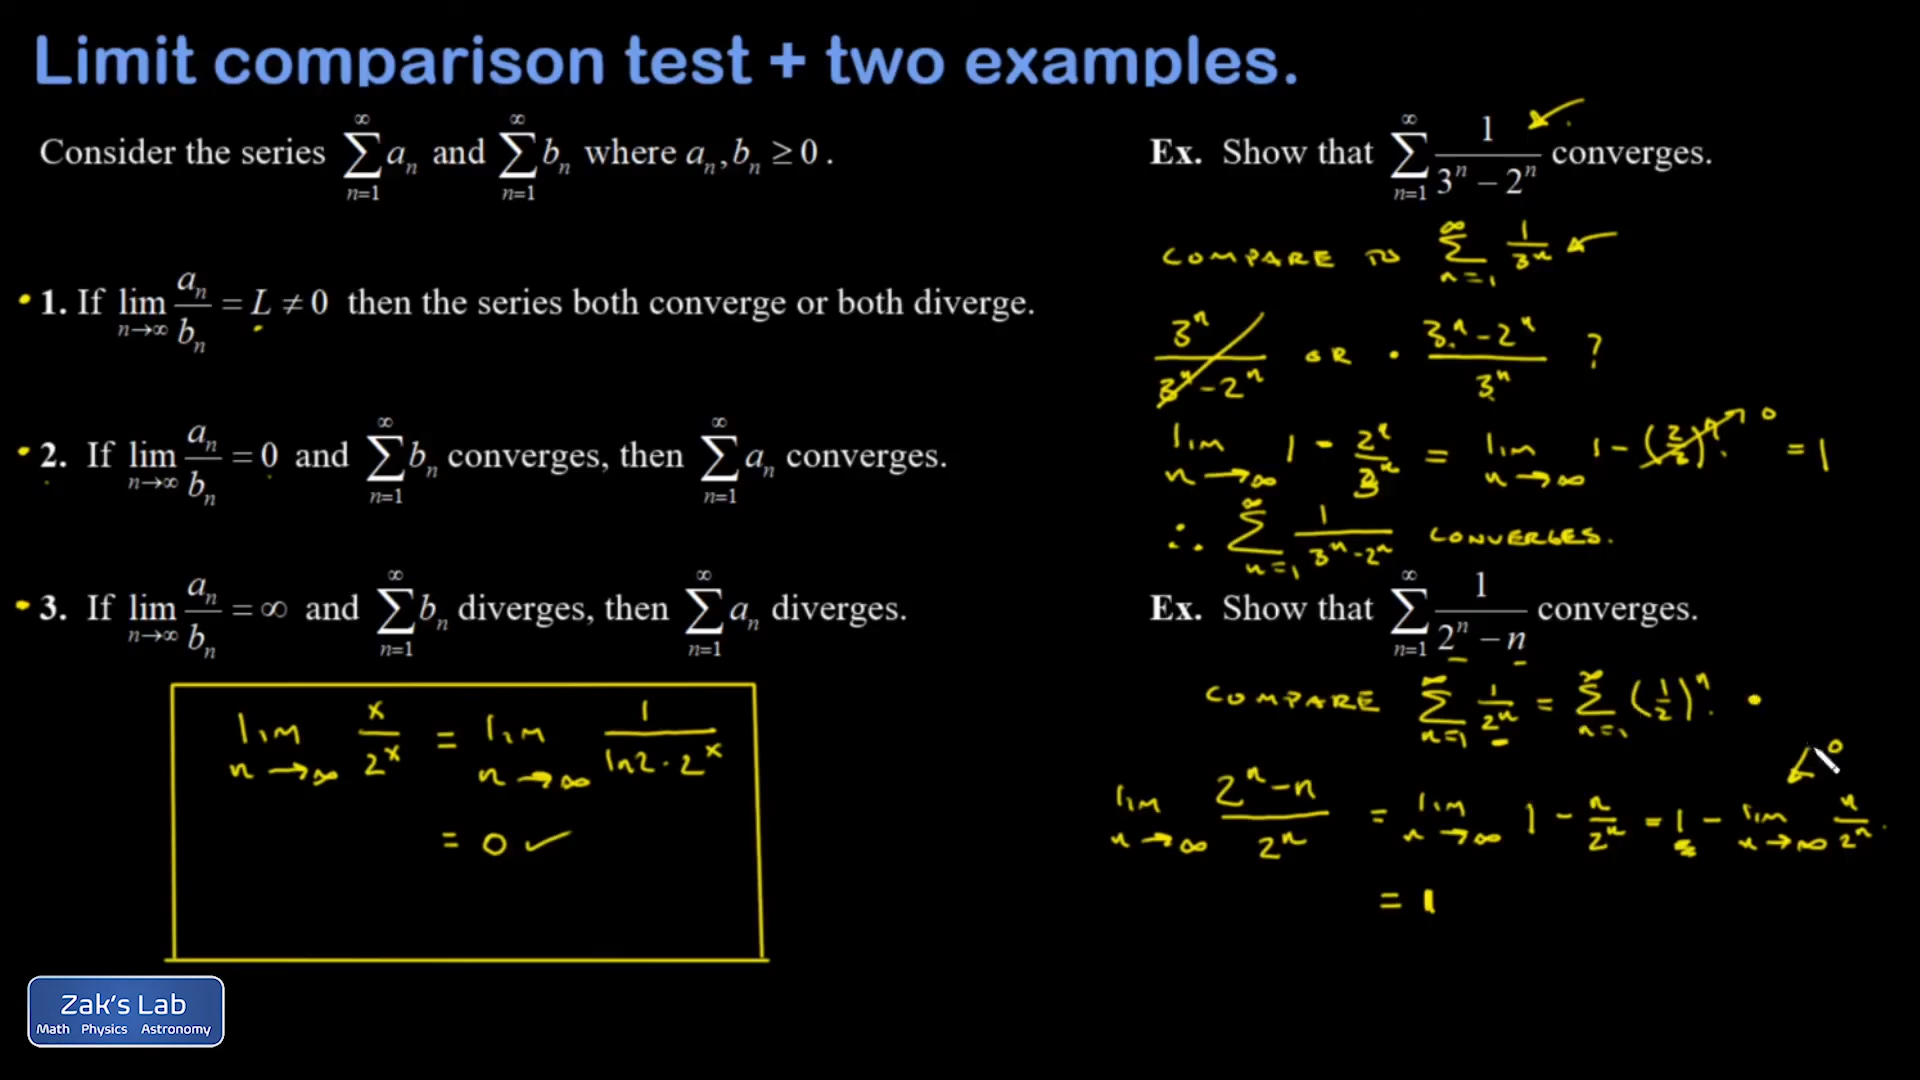 Limit comparison test + two examples.
Consider the series ∑_{n=1}^{∞} a_n and ∑_{n=1}^{∞} b_n where a_n, b_n ≥ 0.
• 1. If lim_{n→∞} a_n/b_n = L ≠ 0 then the series both converge or both diverge.
• 2. If lim_{n→∞} a_n/b_n = 0 and ∑_{n=1}^{∞} b_n converges, then ∑_{n=1}^{∞} a_n converges.
• 3. If lim_{n→∞} a_n/b_n = ∞ and ∑_{n=1}^{∞} b_n diverges, then ∑_{n=1}^{∞} a_n diverges.
lim_{n→∞} x/2^x = lim_{n→∞} 1/(ln2 · 2^x)
= 0 ✓
Ex. Show that ∑_{n=1}^{∞} 1/(3^n − 2^n) converges.
COMPARE TO ∑_{n=1}^{∞} 1/3^n
3^n/(3^n − 2^n) OR · (3^n − 2^n)/3^n ?
lim_{n→∞} 1 − 2^n/3^n = lim_{n→∞} 1 − (2/3)^n → 0 = 1
∴ ∑_{n=1}^{∞} 1/(3^n − 2^n) CONVERGES.
Ex. Show that ∑_{n=1}^{∞} 1/(2^n − n) converges.
COMPARE ∑_{n=1}^{∞} 1/2^n = ∑_{n=1}^{∞} (1/2)^n .
lim_{n→∞} (2^n − n)/2^n = lim_{n→∞} 1 − n/2^n = 1 − lim_{n→∞} n/2^n . 0
= 1
Zak's Lab
Math Physics Astronomy